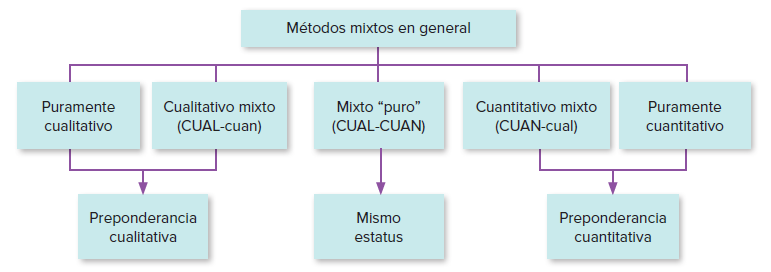 Métodos mixtos en general
Puramente
cualitativo
Cualitativo mixto
(CUAL-cuan)
Mixto “puro”
(CUAL-CUAN)
Cuantitativo mixto
(CUAN-cual)
Puramente
cuantitativo
Preponderancia
cualitativa
Mismo
estatus
Preponderancia
cuantitativa